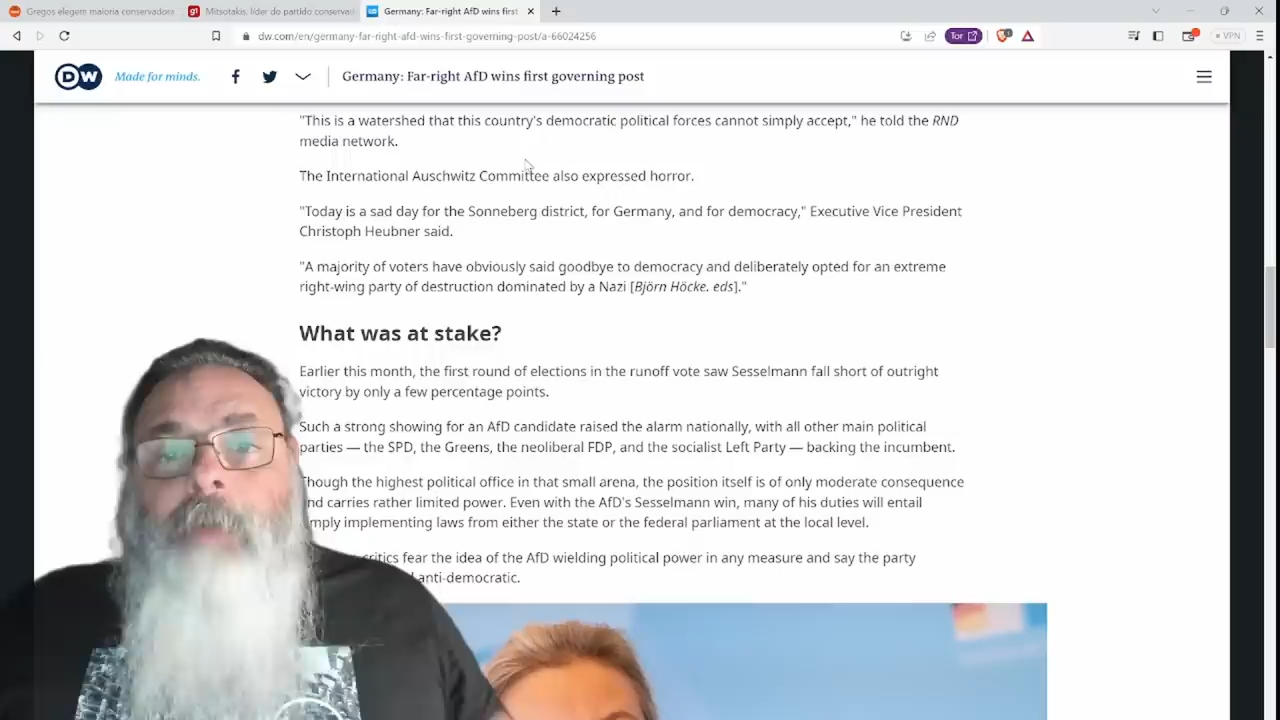 Gregos elegem maioria conservadora
g1 Mitsotakis, líder do partido conservad
DW Germany: Far-right AfD wins first
dw.com/en/germany-far-right-afd-wins-first-governing-post/a-66024256
Tor
VPN
DW Made for minds. Germany: Far-right AfD wins first governing post
"This is a watershed that this country's democratic political forces cannot simply accept," he told the RND
media network.
The International Auschwitz Committee also expressed horror.
"Today is a sad day for the Sonneberg district, for Germany, and for democracy," Executive Vice President
Christoph Heubner said.
"A majority of voters have obviously said goodbye to democracy and deliberately opted for an extreme
right-wing party of destruction dominated by a Nazi [Björn Höcke. eds]."
What was at stake?
Earlier this month, the first round of elections in the runoff vote saw Sesselmann fall short of outright
victory by only a few percentage points.
Such a strong showing for an AfD candidate raised the alarm nationally, with all other main political
parties — the SPD, the Greens, the neoliberal FDP, and the socialist Left Party — backing the incumbent.
hough the highest political office in that small arena, the position itself is of only moderate consequence
nd carries rather limited power. Even with the AfD's Sesselmann win, many of his duties will entail
mply implementing laws from either the state or the federal parliament at the local level.
critics fear the idea of the AfD wielding political power in any measure and say the party
anti-democratic.